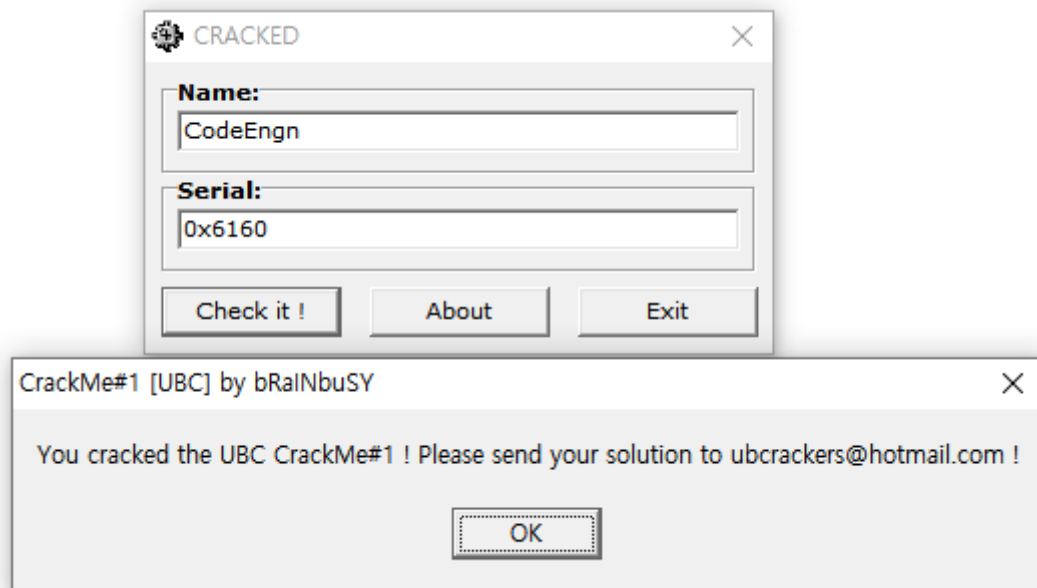 CRACKED
Name:
CodeEngn
Serial:
0x6160
Check it !
About
Exit
CrackMe#1 [UBC] by bRaINbuSY
You cracked the UBC CrackMe#1 ! Please send your solution to ubcrackers@hotmail.com !
OK